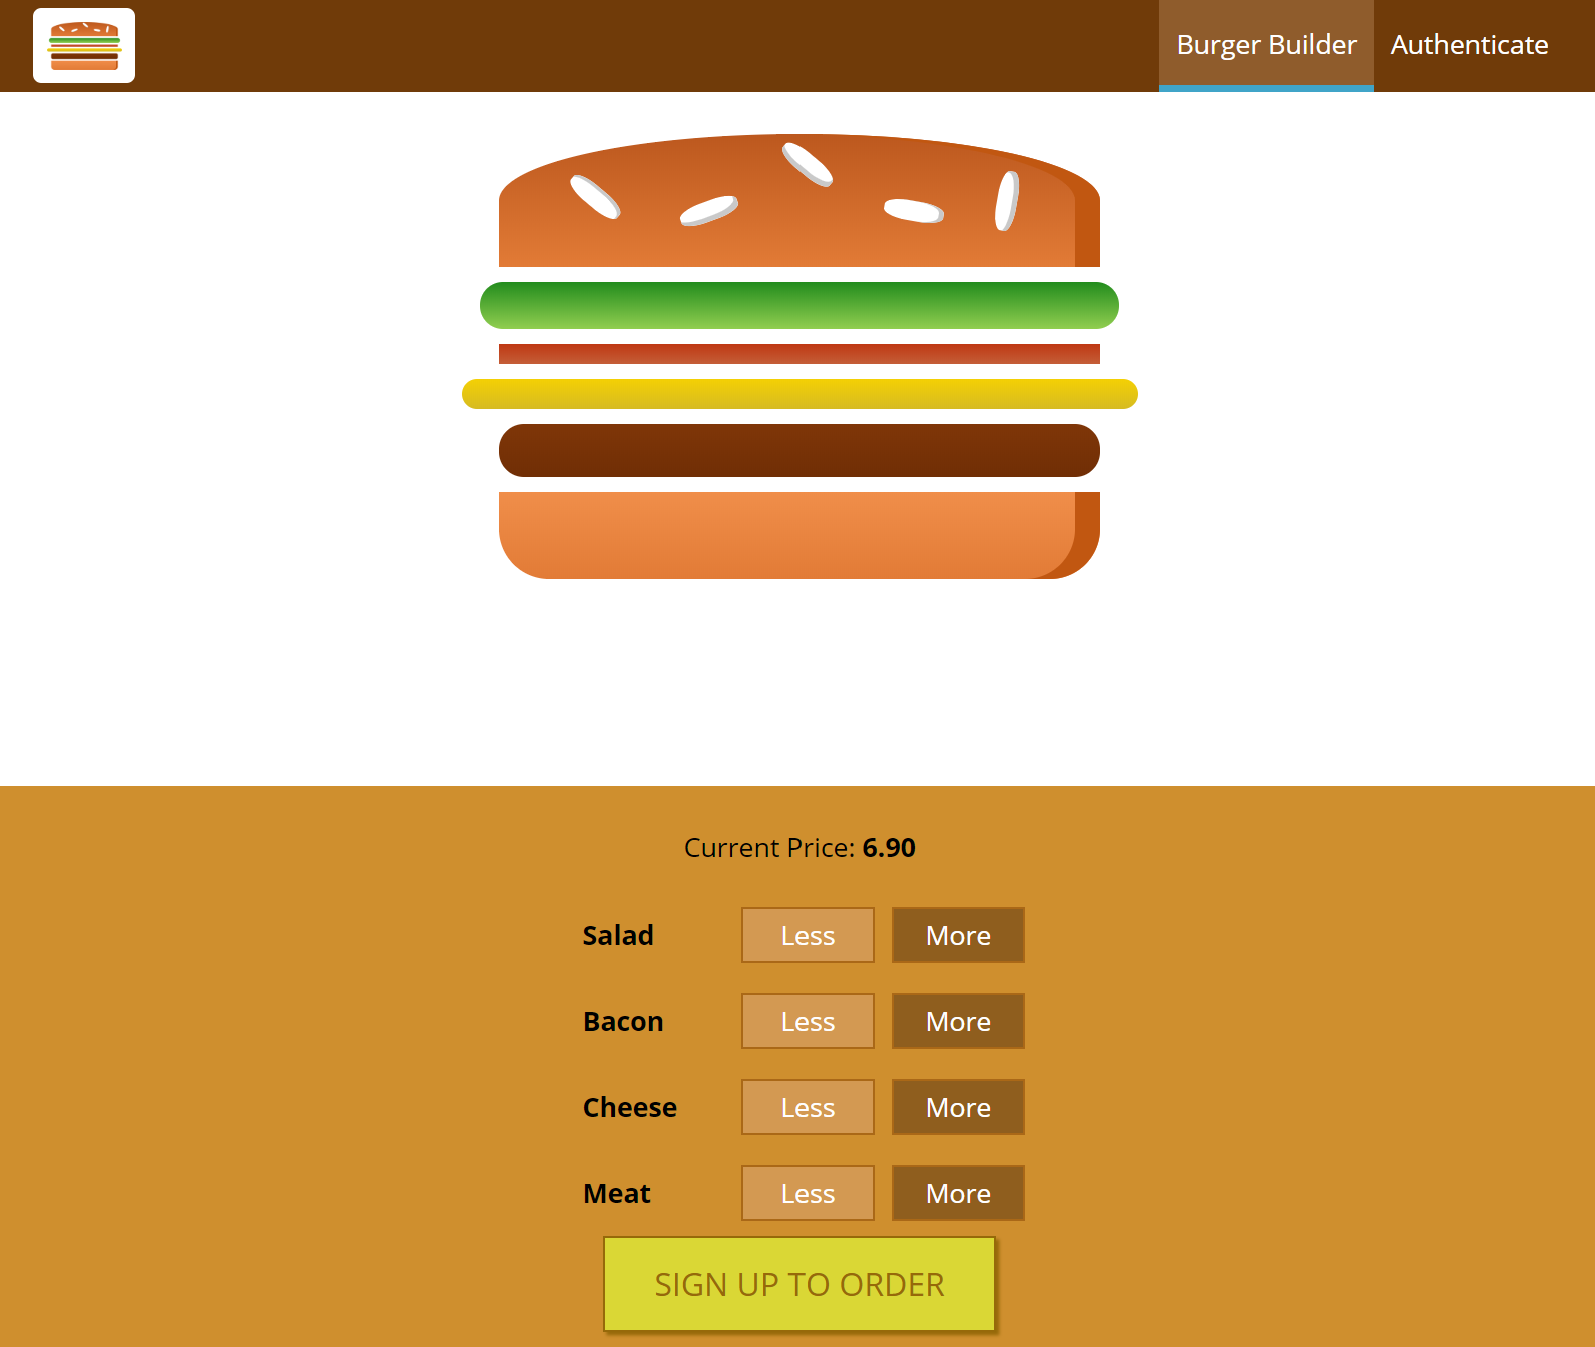 Burger Builder Authenticate
Current Price: 6.90
Salad Less More
Bacon Less More
Cheese Less More
Meat Less More
SIGN UP TO ORDER